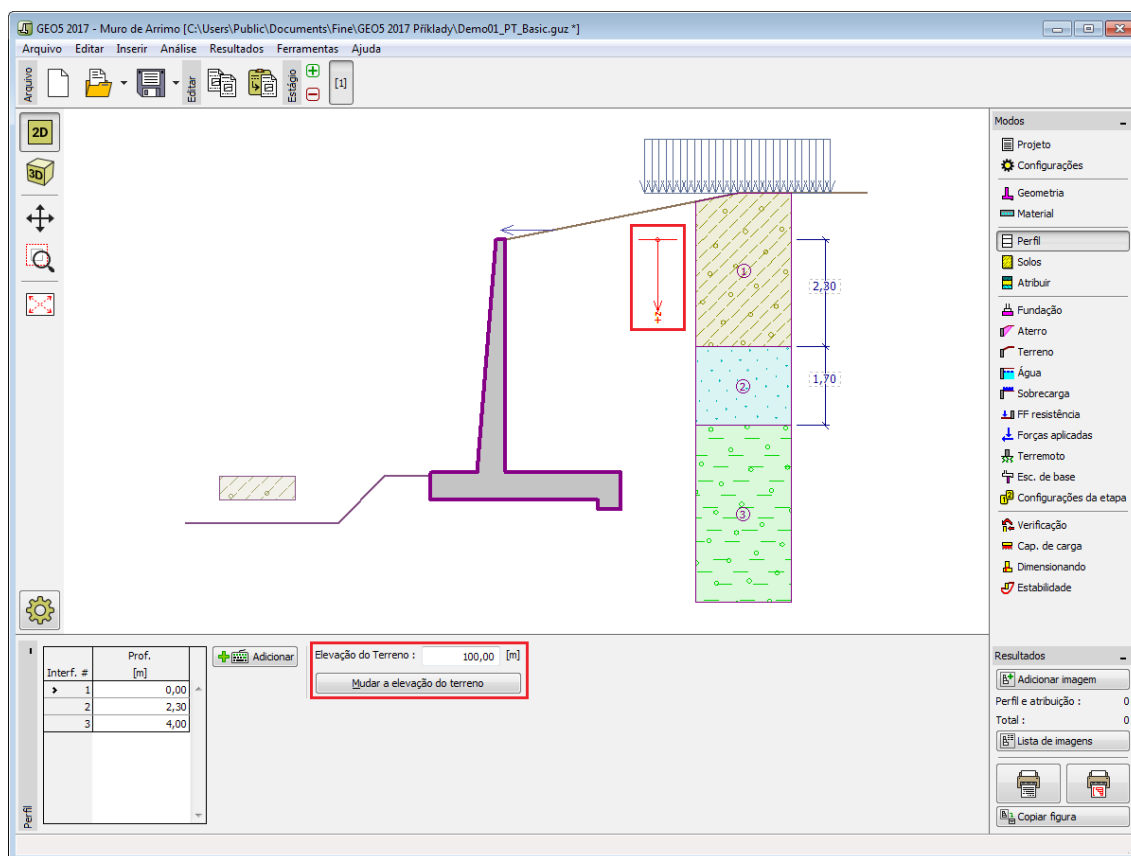 GEO5 2017 - Muro de Arrimo [C:\Users\Public\Documents\Fine\GEO5 2017 Příklady\Demo01_PT_Basic.guz *]
Arquivo Editar Inserir Análise Resultados Ferramentas Ajuda
Arquivo
Editar
Estágio
[1]
2D
3D
+z
1
2
3
2,30
1,70
Modos
Projeto
Configurações
Geometria
Material
Perfil
Solos
Atribuir
Fundação
Aterro
Terreno
Água
Sobrecarga
FF resistência
Forças aplicadas
Terremoto
Esc. de base
Configurações da etapa
Verificação
Cap. de carga
Dimensionando
Estabilidade
Perfil
Interf. # Prof. [m]
1 0,00
2 2,30
3 4,00
Adicionar
Elevação do Terreno : 100,00 [m]
Mudar a elevação do terreno
Resultados
Adicionar imagem
Perfil e atribuição : 0
Total : 0
Lista de imagens
Copiar figura